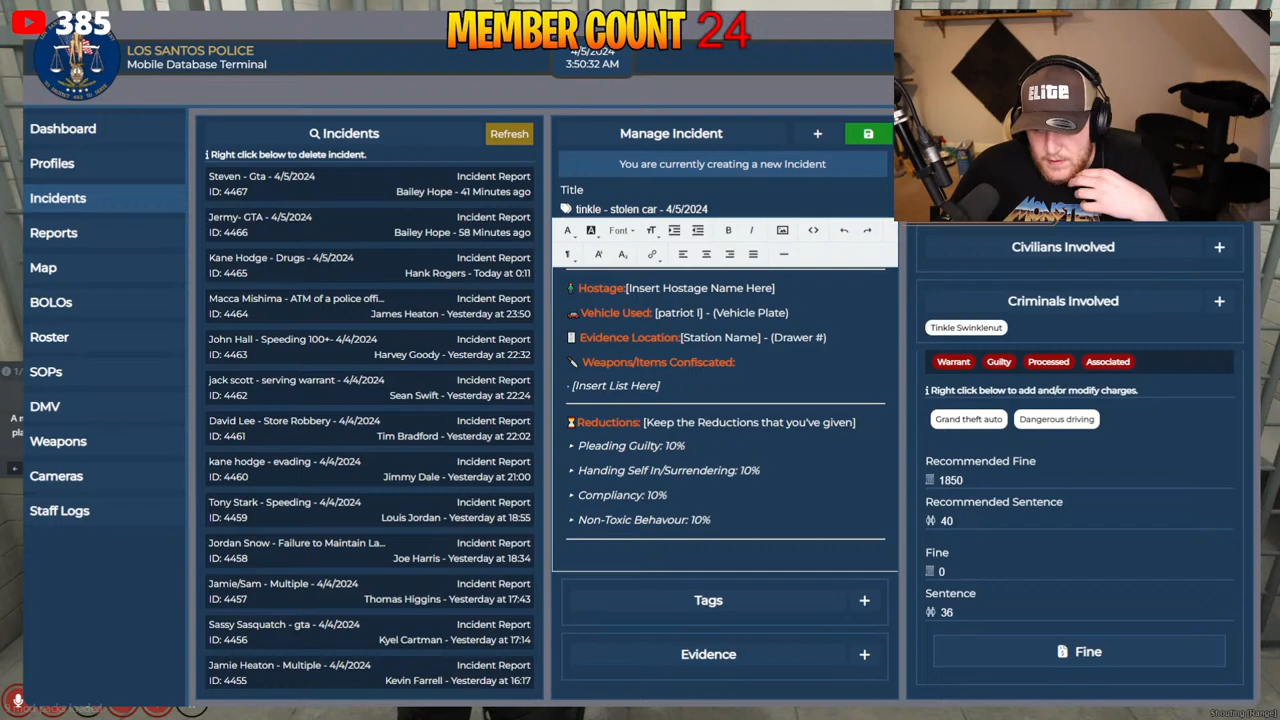 385
MEMBER COUNT 24
LOS SANTOS POLICE
Mobile Database Terminal
4/5/2024
3:50:32 AM
ELITE
Dashboard
Profiles
Incidents
Reports
Map
BOLOs
Roster
SOPs
DMV
Weapons
Cameras
Staff Logs
Incidents
Refresh
Right click below to delete incident.
Steven - Gta - 4/5/2024 Incident Report
ID: 4467 Bailey Hope - 41 Minutes ago
Jermy- GTA - 4/5/2024 Incident Report
ID: 4466 Bailey Hope - 58 Minutes ago
Kane Hodge - Drugs - 4/5/2024 Incident Report
ID: 4465 Hank Rogers - Today at 0:11
Macca Mishima - ATM of a police offi... Incident Report
ID: 4464 James Heaton - Yesterday at 23:50
John Hall - Speeding 100+- 4/4/2024 Incident Report
ID: 4463 Harvey Goody - Yesterday at 22:32
jack scott - serving warrant - 4/4/2024 Incident Report
ID: 4462 Sean Swift - Yesterday at 22:24
David Lee - Store Robbery - 4/4/2024 Incident Report
ID: 4461 Tim Bradford - Yesterday at 22:02
kane hodge - evading - 4/4/2024 Incident Report
ID: 4460 Jimmy Dale - Yesterday at 21:00
Tony Stark - Speeding - 4/4/2024 Incident Report
ID: 4459 Louis Jordan - Yesterday at 18:55
Jordan Snow - Failure to Maintain La... Incident Report
ID: 4458 Joe Harris - Yesterday at 18:34
Jamie/Sam - Multiple - 4/4/2024 Incident Report
ID: 4457 Thomas Higgins - Yesterday at 17:43
Sassy Sasquatch - gta - 4/4/2024 Incident Report
ID: 4456 Kyel Cartman - Yesterday at 17:14
Jamie Heaton - Multiple - 4/4/2024 Incident Report
ID: 4455 Kevin Farrell - Yesterday at 16:17
Manage Incident +
You are currently creating a new Incident
Title
tinkle - stolen car - 4/5/2024
Font
Hostage:[Insert Hostage Name Here]
Vehicle Used: [patriot l] - (Vehicle Plate)
Evidence Location:[Station Name] - (Drawer #)
Weapons/Items Confiscated:
· [Insert List Here]
Reductions: [Keep the Reductions that you've given]
‣ Pleading Guilty: 10%
‣ Handing Self In/Surrendering: 10%
‣ Compliancy: 10%
‣ Non-Toxic Behaviour: 10%
Tags +
Evidence +
Civilians Involved +
Criminals Involved +
Tinkle Swinklenut
Warrant Guilty Processed Associated
Right click below to add and/or modify charges.
Grand theft auto Dangerous driving
Recommended Fine
1850
Recommended Sentence
40
Fine
0
Sentence
36
Fine
Shouting [Range]